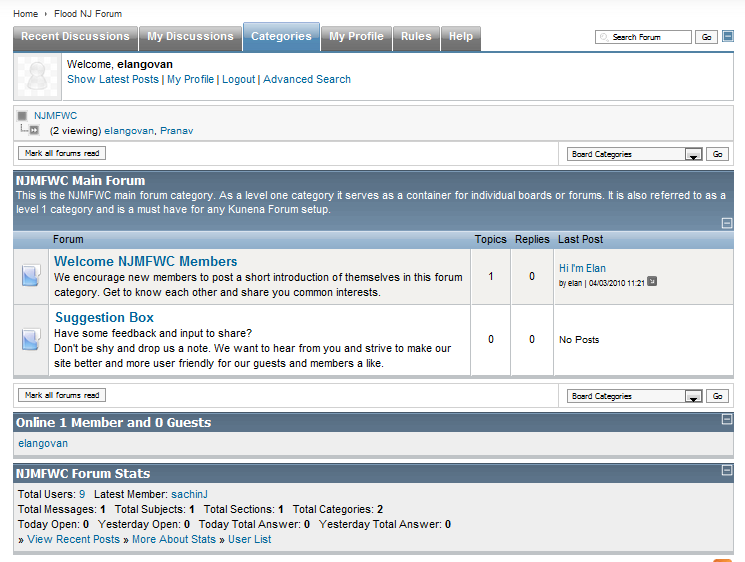 Home › Flood NJ Forum
Recent Discussions My Discussions Categories My Profile Rules Help
Search Forum Go
Welcome, elangovan
Show Latest Posts | My Profile | Logout | Advanced Search
NJMFWC
(2 viewing) elangovan, Pranav
Mark all forums read Board Categories Go
NJMFWC Main Forum
This is the NJMFWC main forum category. As a level one category it serves as a container for individual boards or forums. It is also referred to as a
level 1 category and is a must have for any Kunena Forum setup.
Forum Topics Replies Last Post
Welcome NJMFWC Members
We encourage new members to post a short introduction of themselves in this forum
category. Get to know each other and share you common interests.
1 0
Hi I'm Elan
by elan | 04/03/2010 11:21
Suggestion Box
Have some feedback and input to share?
Don't be shy and drop us a note. We want to hear from you and strive to make our
site better and more user friendly for our guests and members a like.
0 0 No Posts
Mark all forums read Board Categories Go
Online 1 Member and 0 Guests
elangovan
NJMFWC Forum Stats
Total Users: 9 Latest Member: sachinJ
Total Messages: 1 Total Subjects: 1 Total Sections: 1 Total Categories: 2
Today Open: 0 Yesterday Open: 0 Today Total Answer: 0 Yesterday Total Answer: 0
» View Recent Posts » More About Stats » User List